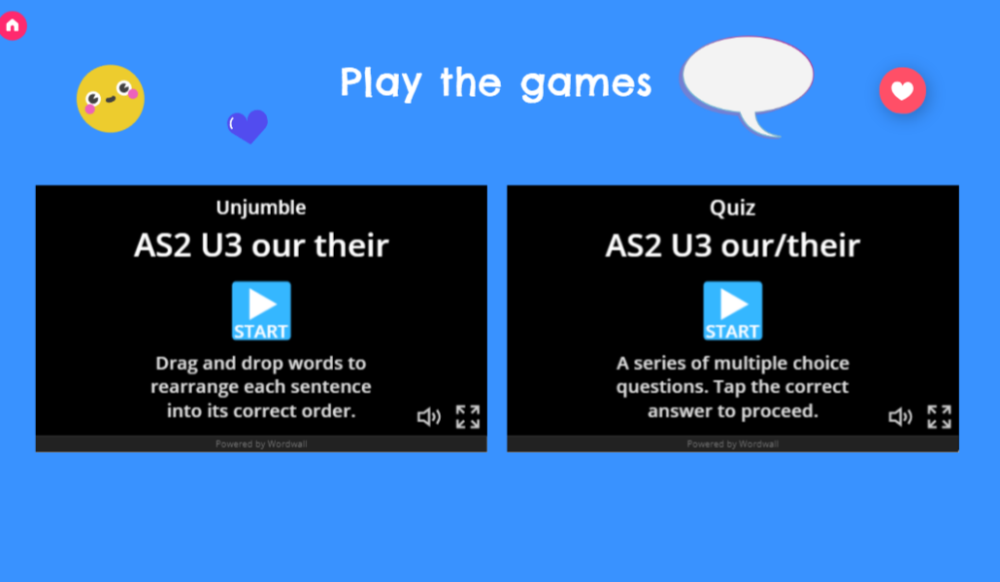 Play the games
Unjumble
AS2 U3 our their
START
Drag and drop words to
rearrange each sentence
into its correct order.
Powered by Wordwall
Quiz
AS2 U3 our/their
START
A series of multiple choice
questions. Tap the correct
answer to proceed.
Powered by Wordwall